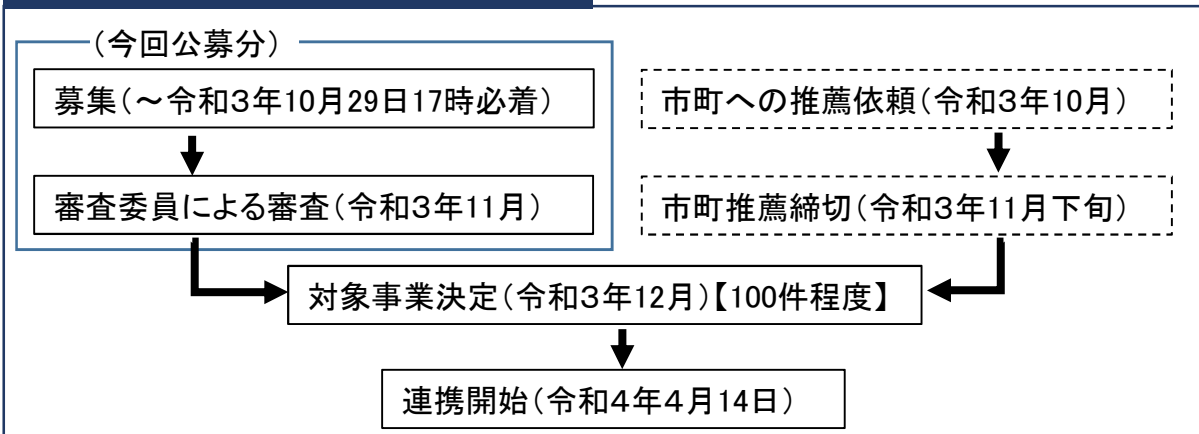 (今回公募分)
募集(～令和3年10月29日17時必着)
審査委員による審査(令和3年11月)
市町への推薦依頼(令和3年10月)
市町推薦締切(令和3年11月下旬)
対象事業決定(令和3年12月)【100件程度】
連携開始(令和4年4月14日)